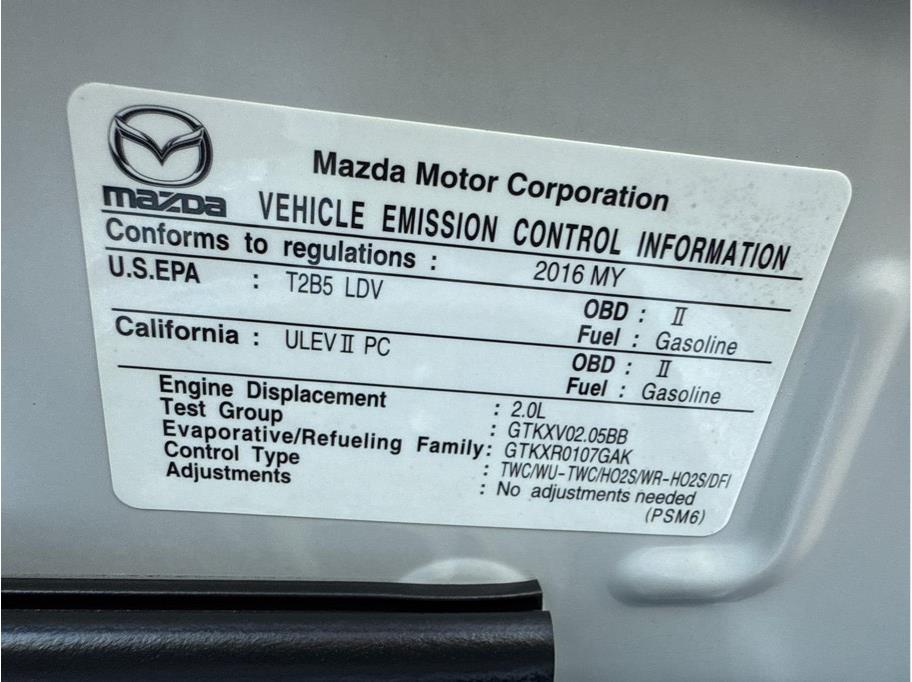 Mazda Motor Corporation
mazda
VEHICLE EMISSION CONTROL INFORMATION
Conforms to regulations : 2016 MY
U.S.EPA : T2B5 LDV OBD : II
Fuel : Gasoline
California : ULEV II PC OBD : II
Fuel : Gasoline
Engine Displacement : 2.0L
Test Group : GTKXV02.05BB
Evaporative/Refueling Family: GTKXR0107GAK
Control Type : TWC/WU-TWC/HO2S/WR-HO2S/DFI
Adjustments : No adjustments needed
(PSM6)